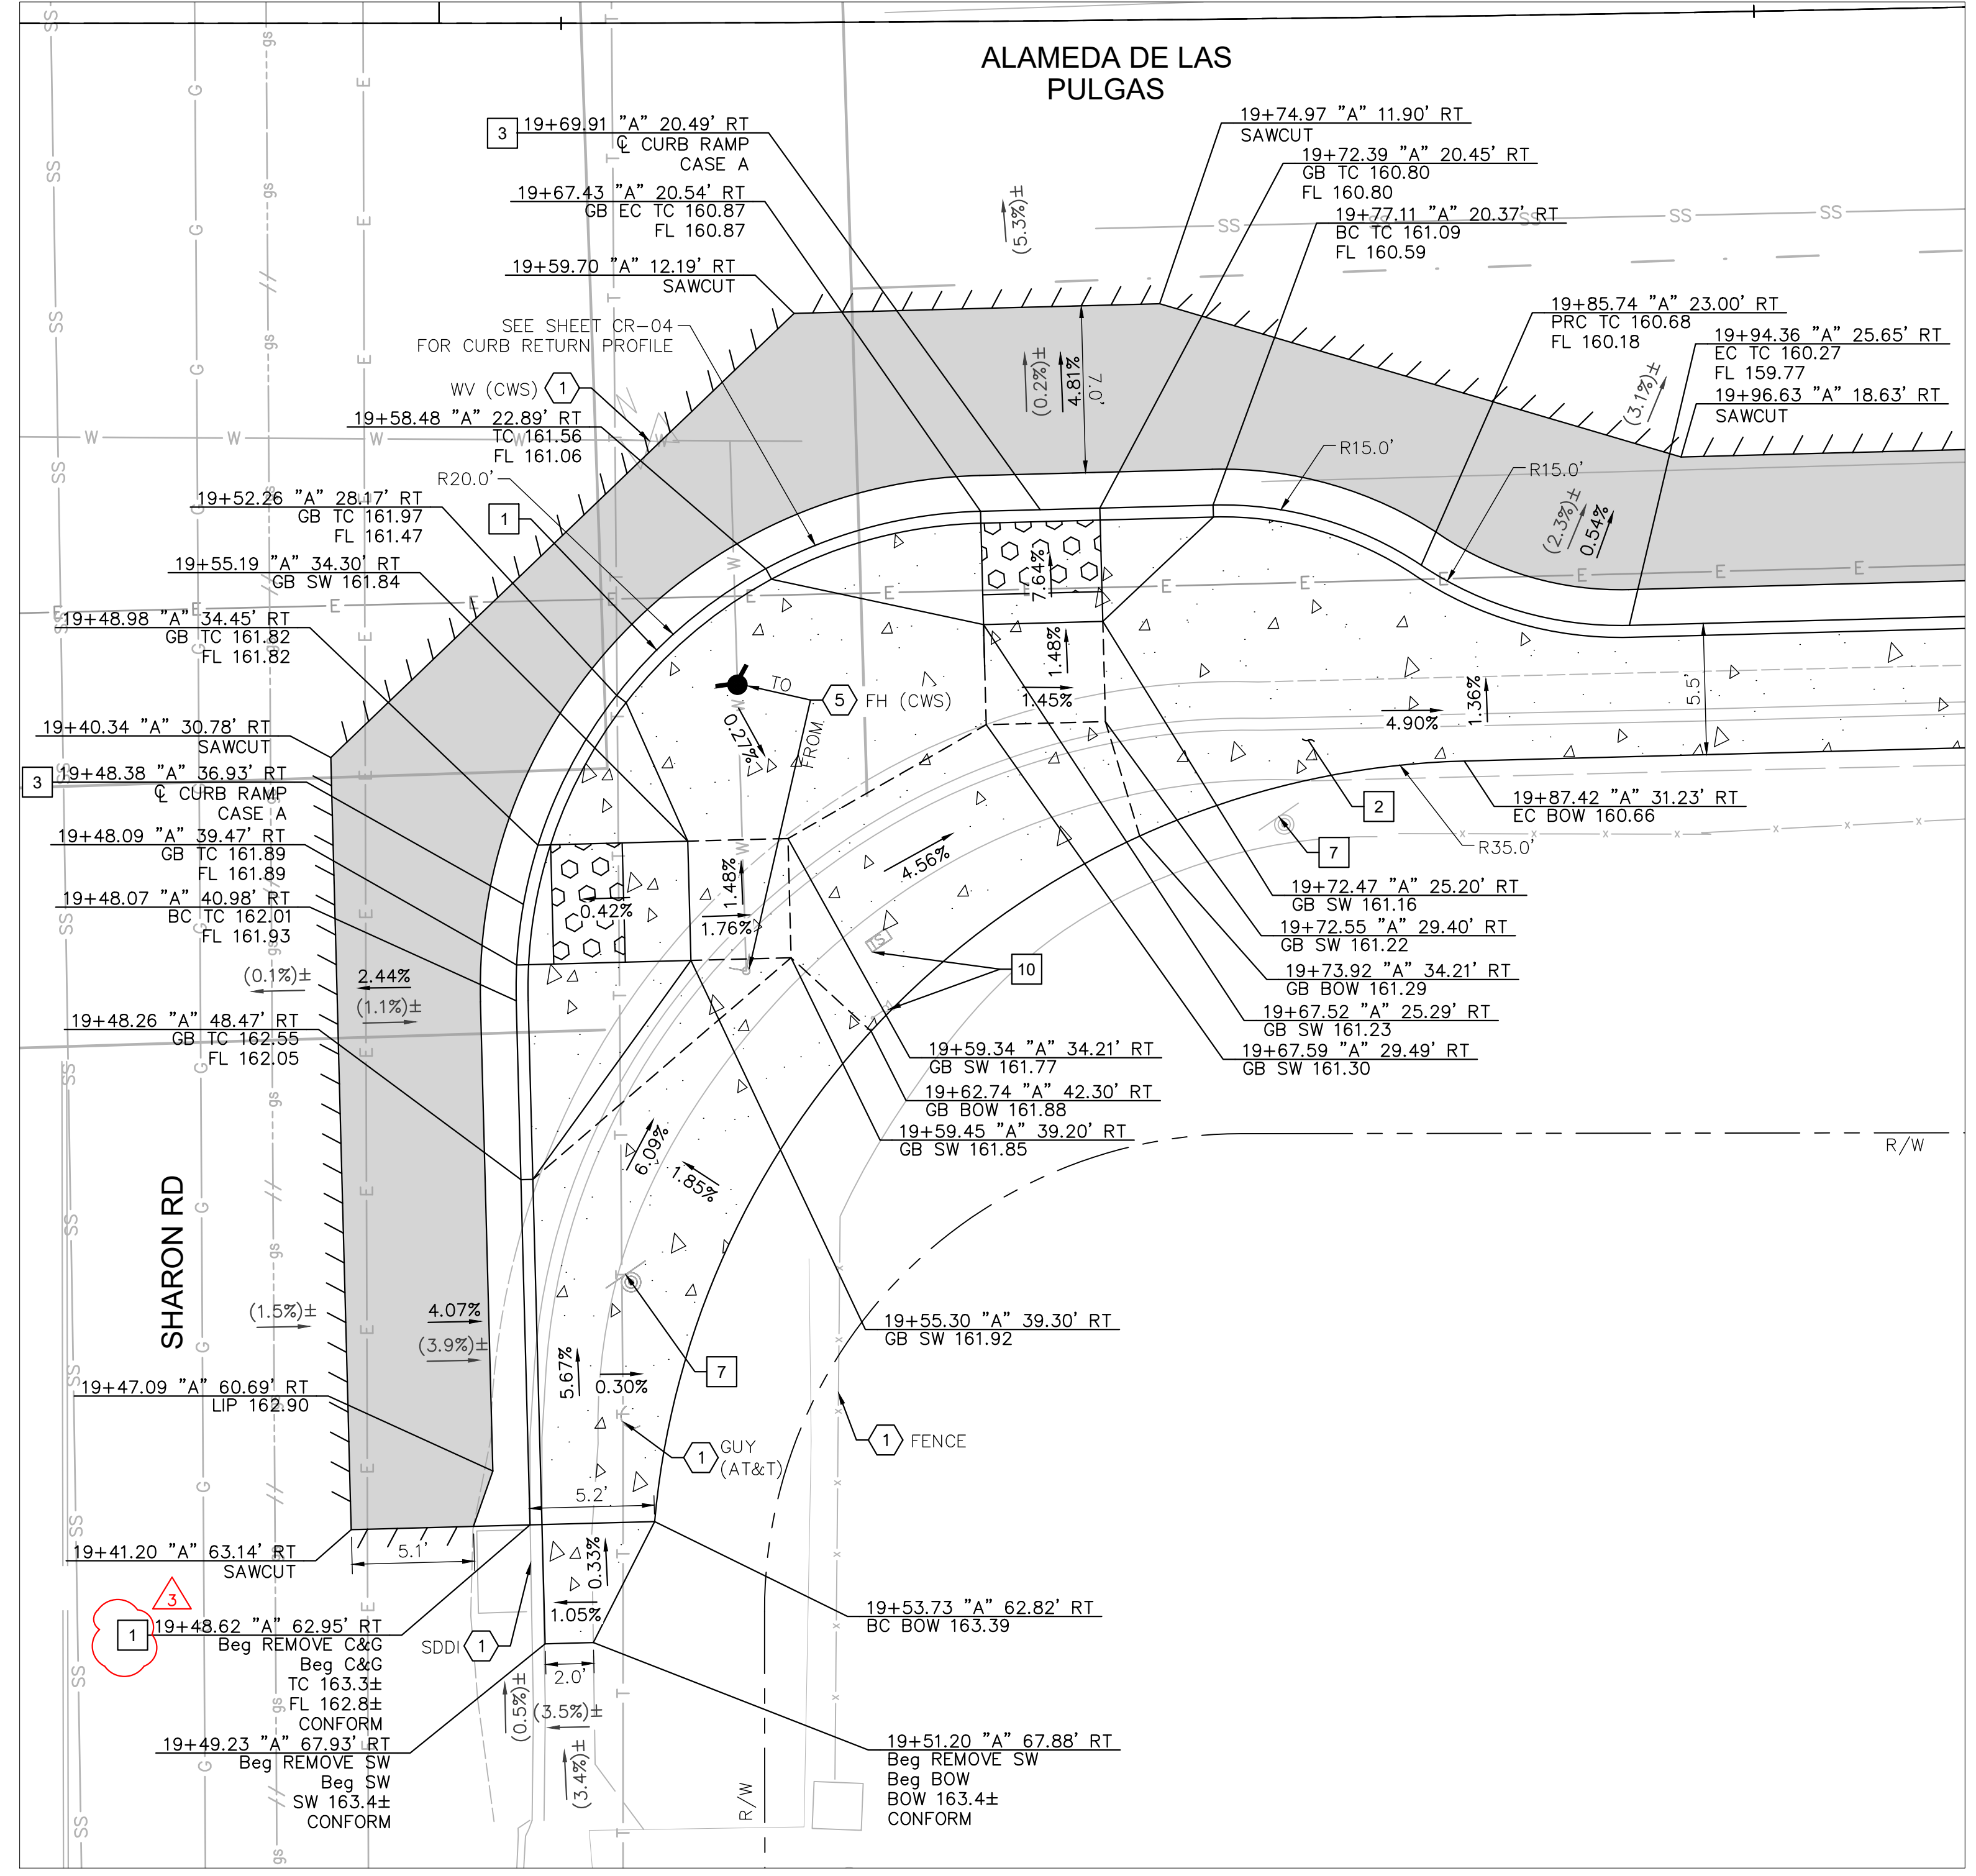 ALAMEDA DE LAS
PULGAS
3
19+69.91 "A" 20.49' RT
℄ CURB RAMP
CASE A
19+67.43 "A" 20.54' RT
GB EC TC 160.87
FL 160.87
19+59.70 "A" 12.19' RT
SAWCUT
SEE SHEET CR-04
FOR CURB RETURN PROFILE
WV (CWS)
1
19+58.48 "A" 22.89' RT
TC 161.56
FL 161.06
R20.0'
19+52.26 "A" 28.17' RT
GB TC 161.97
FL 161.47
1
19+55.19 "A" 34.30' RT
GB SW 161.84
19+48.98 "A" 34.45' RT
GB TC 161.82
FL 161.82
19+40.34 "A" 30.78' RT
SAWCUT
3
19+48.38 "A" 36.93' RT
℄ CURB RAMP
CASE A
19+48.09 "A" 39.47' RT
GB TC 161.89
FL 161.89
19+48.07 "A" 40.98' RT
BC TC 162.01
FL 161.93
(0.1%)±
2.44%
(1.1%)±
19+48.26 "A" 48.47' RT
GB TC 162.55
FL 162.05
SHARON RD
(1.5%)±
4.07%
(3.9%)±
19+47.09 "A" 60.69' RT
LIP 162.90
19+41.20 "A" 63.14' RT
SAWCUT
5.1'
3
1
19+48.62 "A" 62.95' RT
Beg REMOVE C&G
Beg C&G
TC 163.3±
FL 162.8±
CONFORM
19+49.23 "A" 67.93' RT
Beg REMOVE SW
Beg SW
SW 163.4±
CONFORM
19+74.97 "A" 11.90' RT
SAWCUT
19+72.39 "A" 20.45' RT
GB TC 160.80
FL 160.80
19+77.11 "A" 20.37' RT
BC TC 161.09
FL 160.59
19+85.74 "A" 23.00' RT
PRC TC 160.68
FL 160.18
19+94.36 "A" 25.65' RT
EC TC 160.27
FL 159.77
19+96.63 "A" 18.63' RT
SAWCUT
(5.3%)±
(0.2%)±
4.81%
7.0'
(3.1%)±
R15.0'
R15.0'
(2.3%)±
0.54%
7.64%
1.48%
1.45%
4.90%
1.36%
5.5'
TO
5
FH (CWS)
FROM
0.27%
4.56%
1.48%
1.76%
0.42%
2
19+87.42 "A" 31.23' RT
EC BOW 160.66
R35.0'
7
TS
10
19+72.47 "A" 25.20' RT
GB SW 161.16
19+72.55 "A" 29.40' RT
GB SW 161.22
19+73.92 "A" 34.21' RT
GB BOW 161.29
19+67.52 "A" 25.29' RT
GB SW 161.23
19+67.59 "A" 29.49' RT
GB SW 161.30
19+59.34 "A" 34.21' RT
GB SW 161.77
19+62.74 "A" 42.30' RT
GB BOW 161.88
19+59.45 "A" 39.20' RT
GB SW 161.85
R/W
6.09%
1.85%
19+55.30 "A" 39.30' RT
GB SW 161.92
5.67%
0.30%
7
1
GUY
(AT&T)
1
FENCE
5.2'
0.33%
1.05%
SDDI
1
2.0'
(0.5%)±
(3.5%)±
(3.4%)±
19+53.73 "A" 62.82' RT
BC BOW 163.39
19+51.20 "A" 67.88' RT
Beg REMOVE SW
Beg BOW
BOW 163.4±
CONFORM
R/W